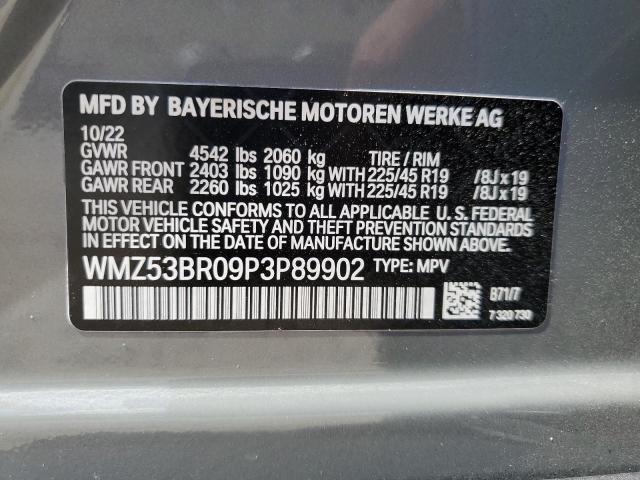 MFD BY BAYERISCHE MOTOREN WERKE AG
10/22
GVWR 4542 lbs 2060 kg TIRE / RIM
GAWR FRONT 2403 lbs 1090 kg WITH 225/45 R19 /8J x 19
GAWR REAR 2260 lbs 1025 kg WITH 225/45 R19 /8J x 19
THIS VEHICLE CONFORMS TO ALL APPLICABLE U. S. FEDERAL
MOTOR VEHICLE SAFETY, BUMPER, AND THEFT PREVENTION
STANDARDS IN EFFECT ON THE DATE OF MANUFACTURE SHOWN ABOVE.
WMZ53BR09P3P89902 TYPE: MPV
B71/7
7 320 730